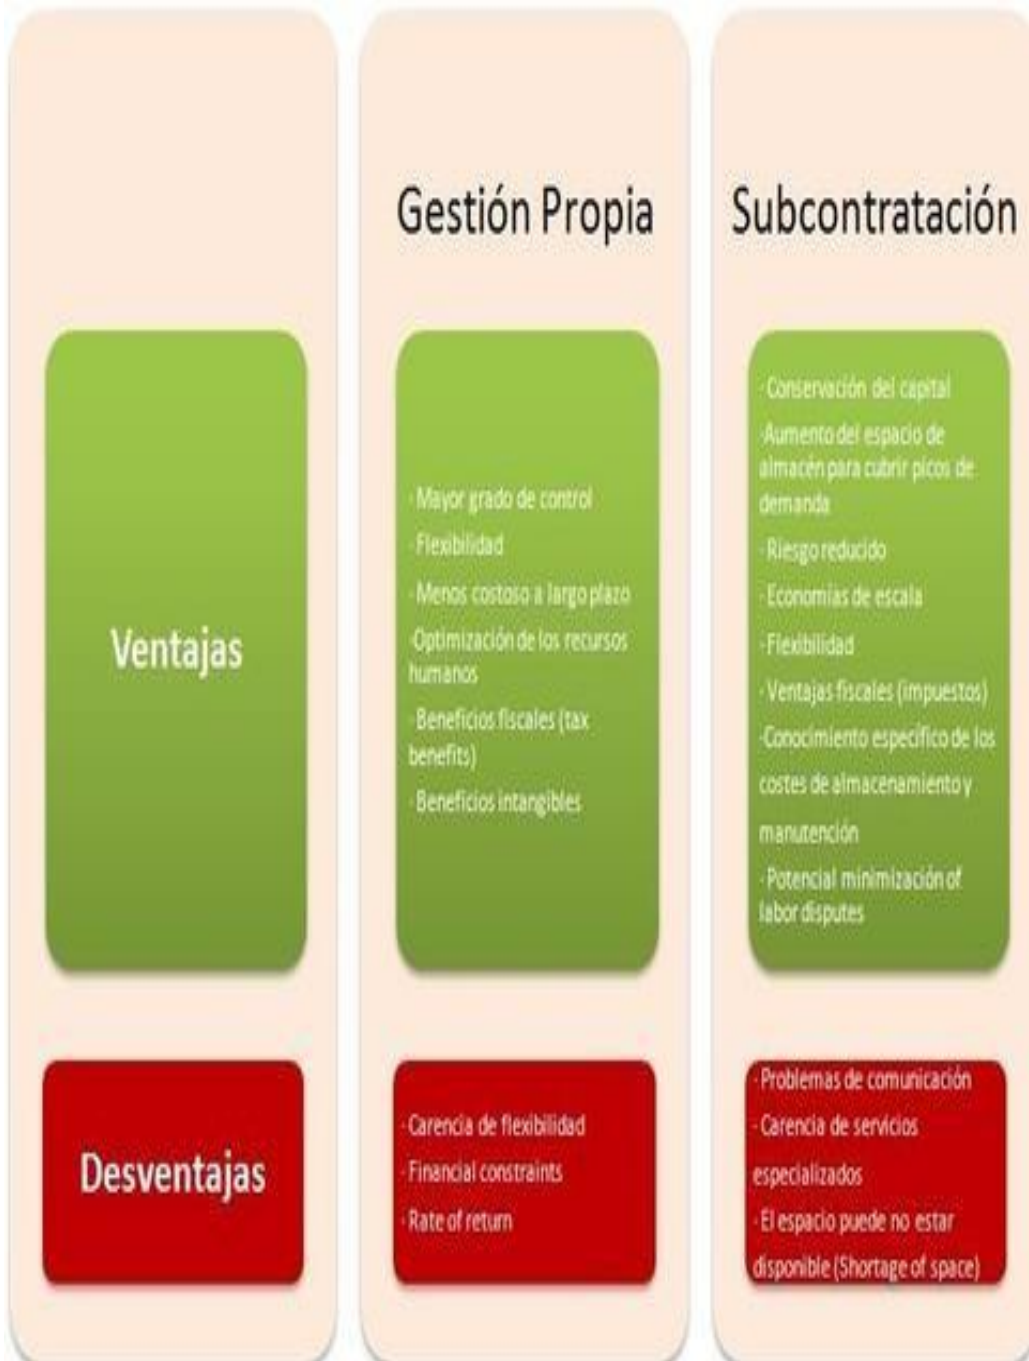 Gestión Propia
Subcontratación
Ventajas
· Mayor grado de control
· Flexibilidad
· Menos costoso a largo plazo
·Optimización de los recursos
humanos
· Beneficios fiscales (tax
benefits)
· Beneficios intangibles
·Conservación del capital
·Aumento del espacio de
almacén para cubrir picos de
demanda
· Riesgo reducido
· Economías de escala
· Flexibilidad
· Ventajas fiscales (impuestos)
·Conocimiento específico de los
costes de almacenamiento y
manutención
· Potencial minimización of
labor disputes
Desventajas
· Carencia de flexibilidad
· Financial constraints
· Rate of return
· Problemas de comunicación
· Carencia de servicios
especializados
· El espacio puede no estar
disponible (Shortage of space)